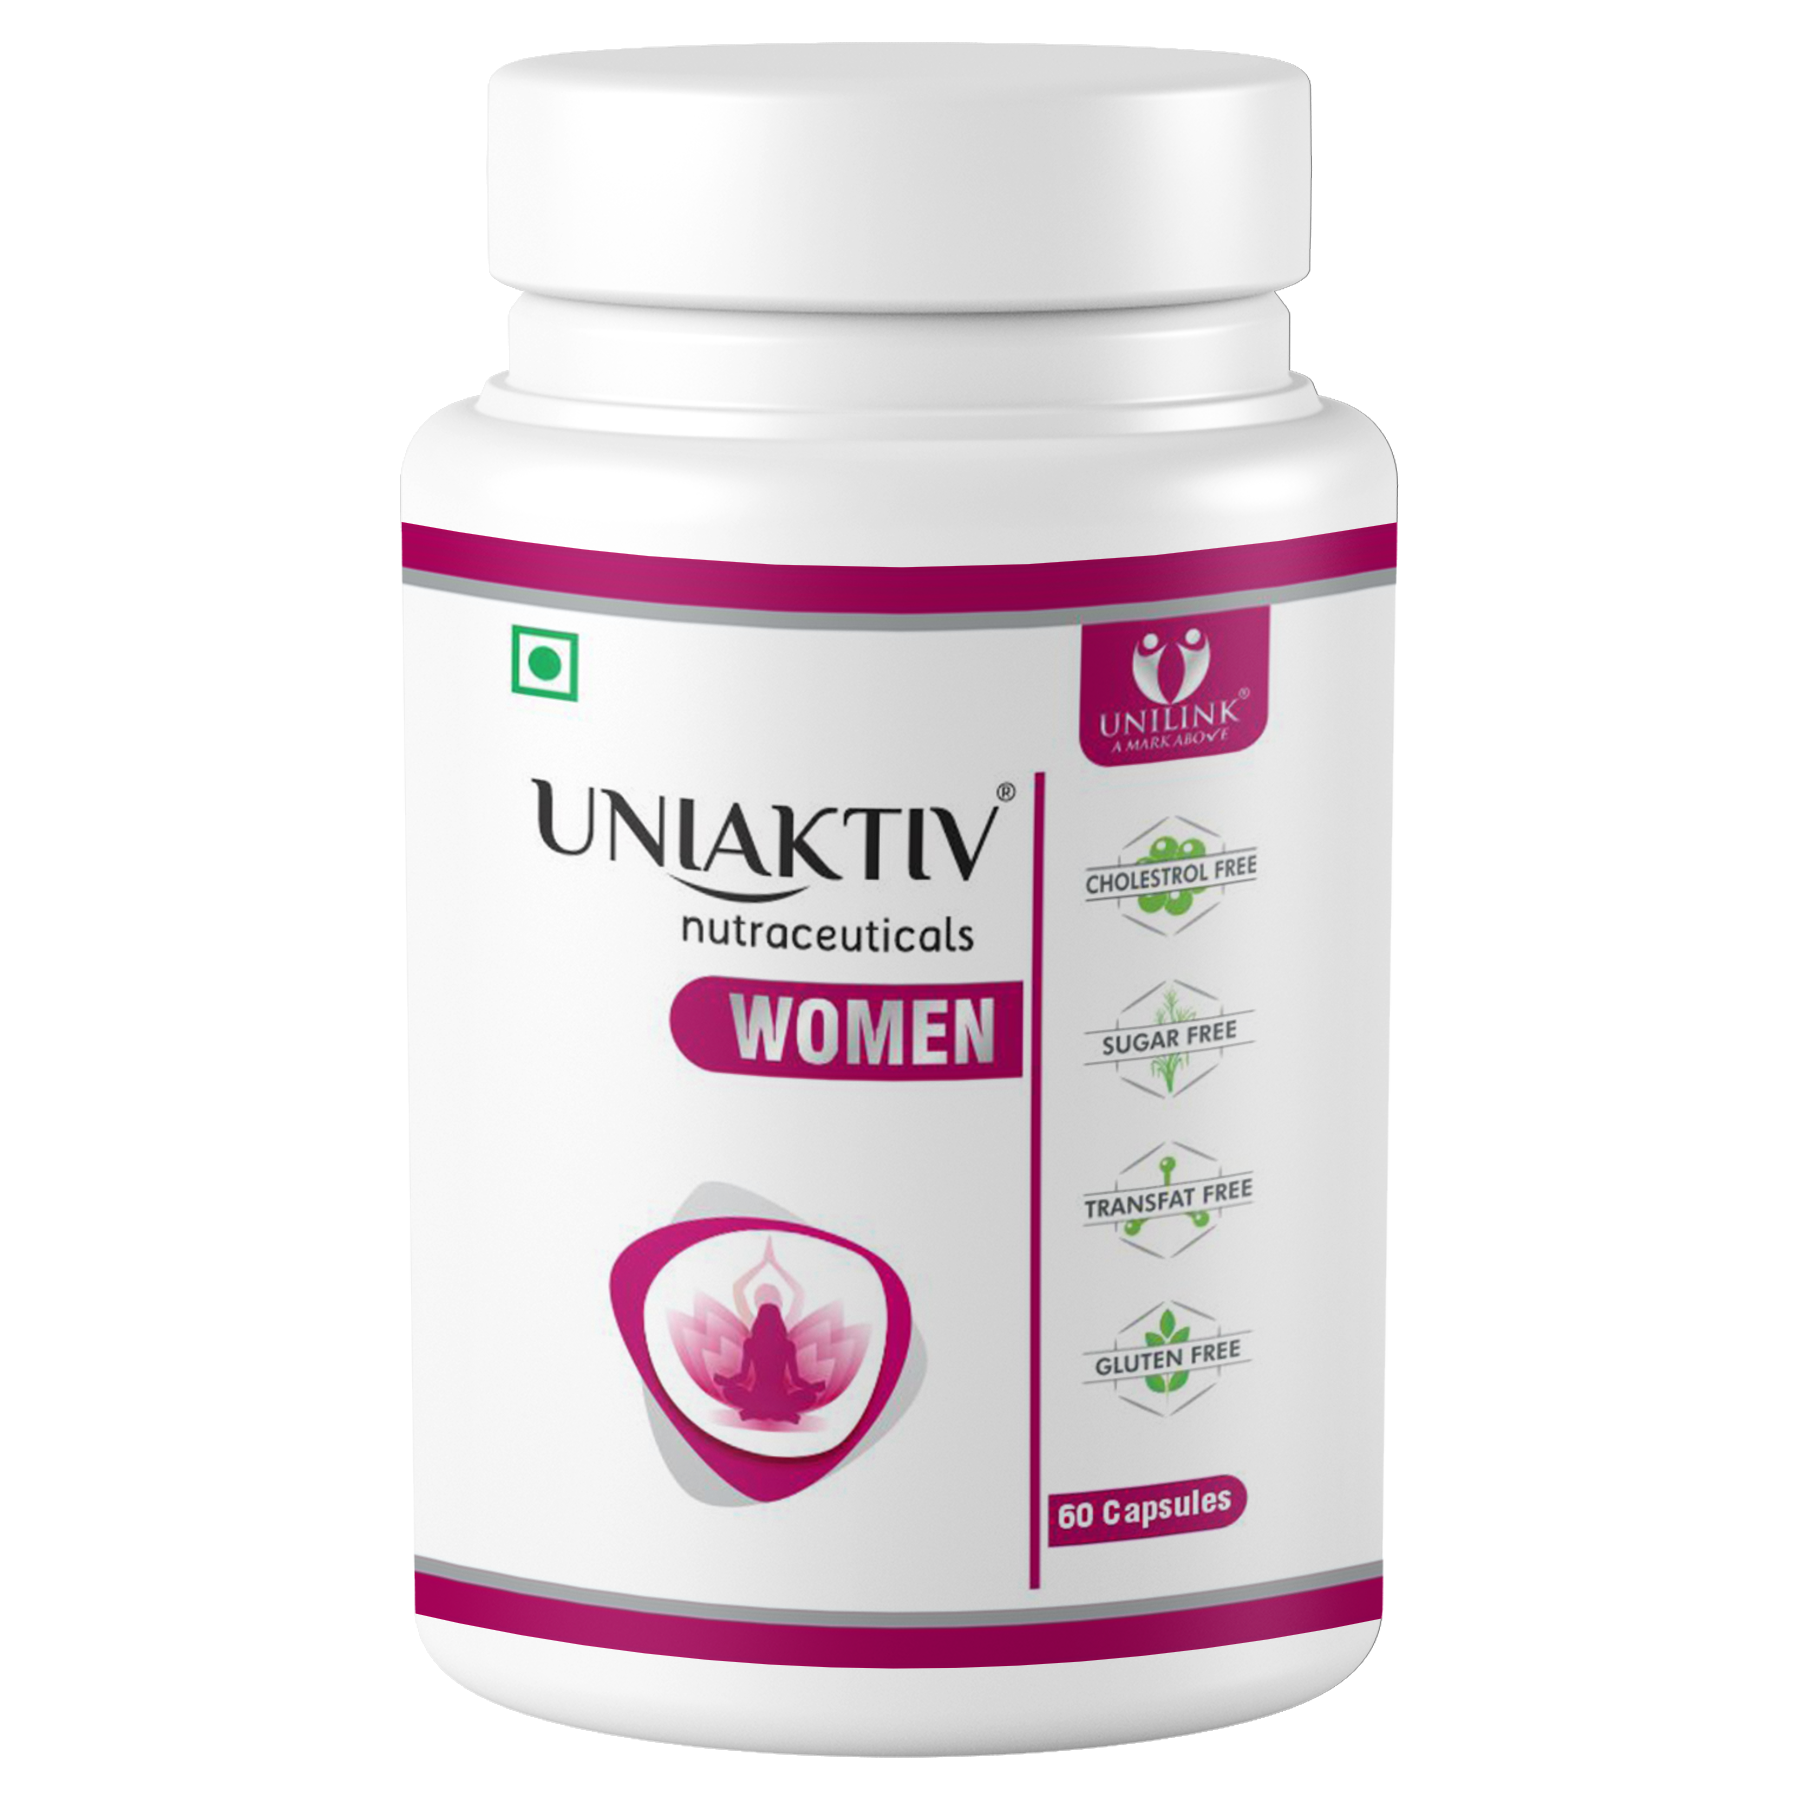 UNILINK®
A MARK ABOVE
UNIAKTIV®
nutraceuticals
WOMEN
CHOLESTROL FREE
SUGAR FREE
TRANSFAT FREE
GLUTEN FREE
60 Capsules